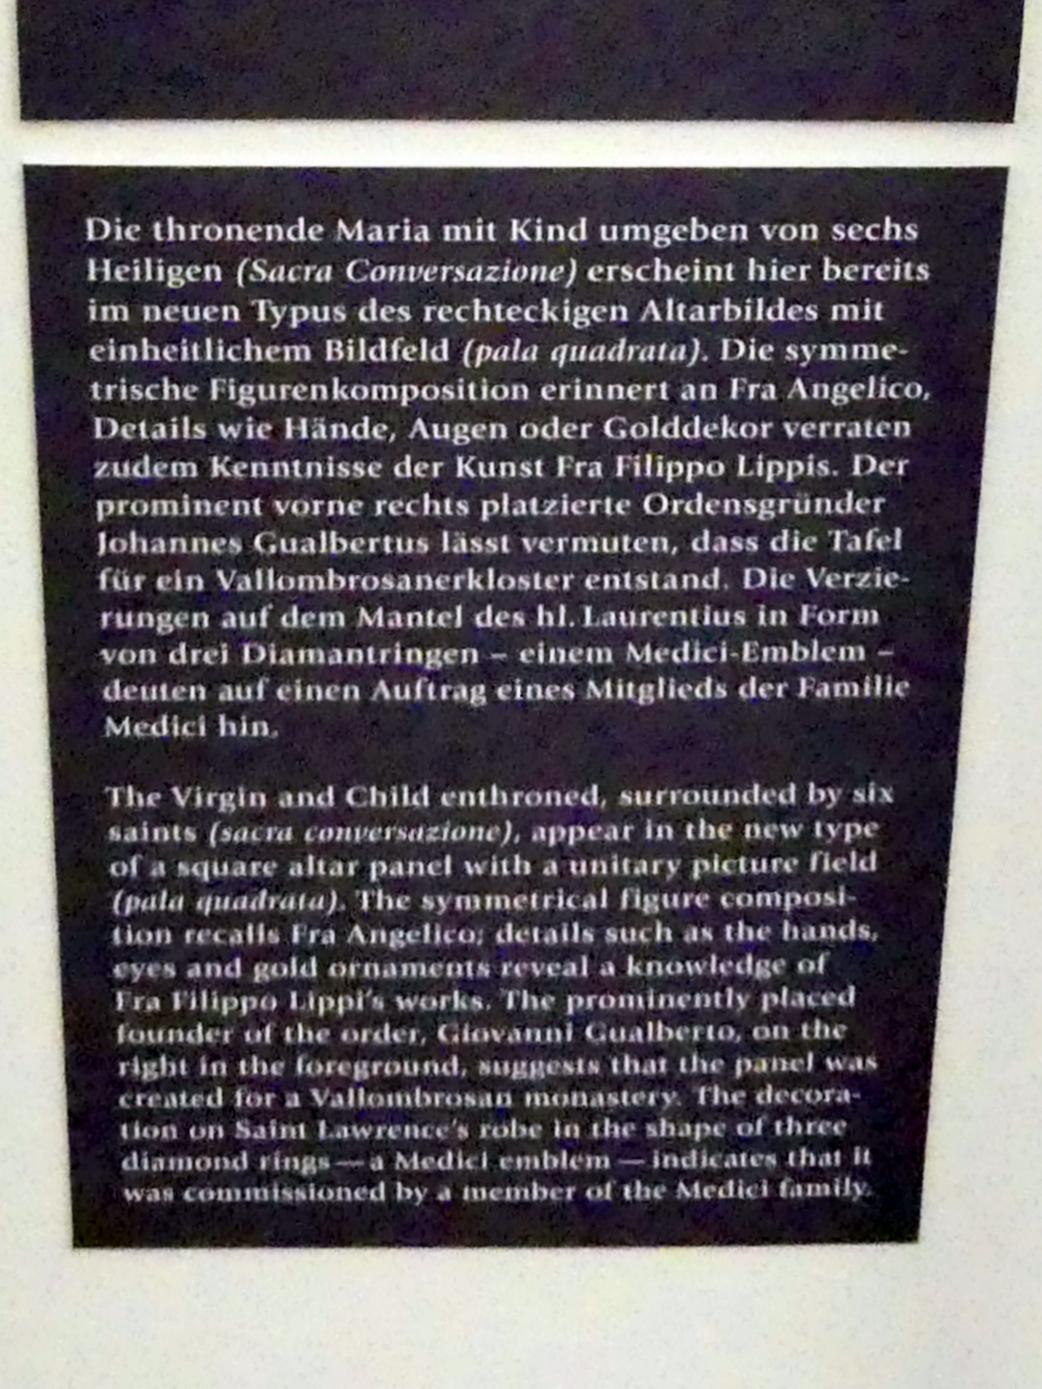 Die thronende Maria mit Kind umgeben von sechs
Heiligen (Sacra Conversazione) erscheint hier bereits
im neuen Typus des rechteckigen Altarbildes mit
einheitlichem Bildfeld (pala quadrata). Die symme-
trische Figurenkomposition erinnert an Fra Angelico,
Details wie Hände, Augen oder Golddekor verraten
zudem Kenntnisse der Kunst Fra Filippo Lippis. Der
prominent vorne rechts platzierte Ordensgründer
Johannes Gualbertus lässt vermuten, dass die Tafel
für ein Vallombrosanerkloster entstand. Die Verzie-
rungen auf dem Mantel des hl. Laurentius in Form
von drei Diamantringen – einem Medici-Emblem –
deuten auf einen Auftrag eines Mitglieds der Familie
Medici hin.
The Virgin and Child enthroned, surrounded by six
saints (sacra conversazione), appear in the new type
of a square altar panel with a unitary picture field
(pala quadrata). The symmetrical figure composi-
tion recalls Fra Angelico; details such as the hands,
eyes and gold ornaments reveal a knowledge of
Fra Filippo Lippi's works. The prominently placed
founder of the order, Giovanni Gualberto, on the
right in the foreground, suggests that the panel was
created for a Vallombrosan monastery. The decora-
tion on Saint Lawrence's robe in the shape of three
diamond rings — a Medici emblem — indicates that it
was commissioned by a member of the Medici family.